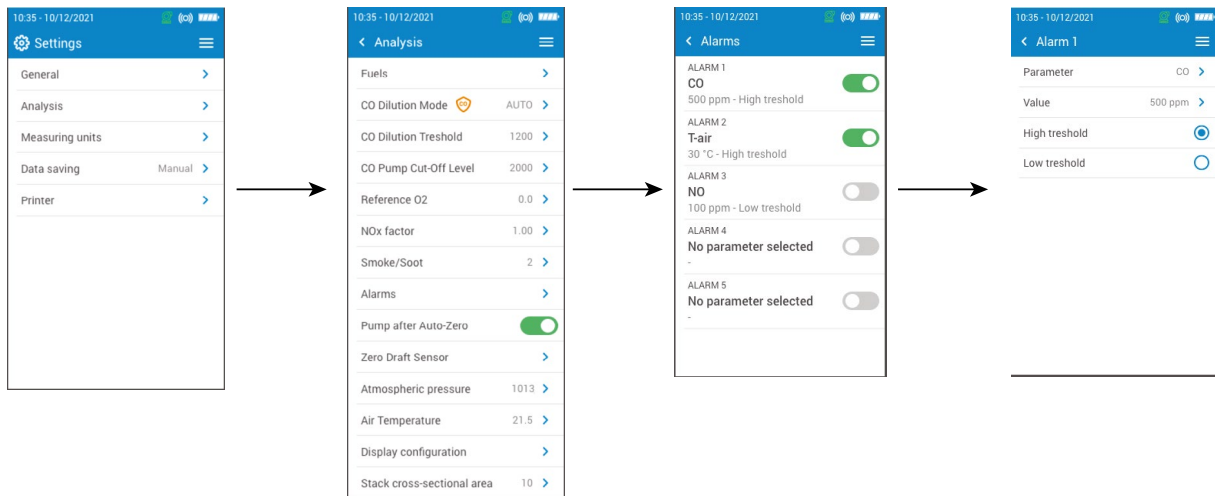 10:35 - 10/12/2021
Settings
General
Analysis
Measuring units
Data saving Manual
Printer
10:35 - 10/12/2021
Analysis
Fuels
CO Dilution Mode CO AUTO
CO Dilution Treshold 1200
CO Pump Cut-Off Level 2000
Reference O2 0.0
NOx factor 1.00
Smoke/Soot 2
Alarms
Pump after Auto-Zero
Zero Draft Sensor
Atmospheric pressure 1013
Air Temperature 21.5
Display configuration
Stack cross-sectional area 10
10:35 - 10/12/2021
Alarms
ALARM 1
CO
500 ppm - High treshold
ALARM 2
T-air
30 °C - High treshold
ALARM 3
NO
100 ppm - Low treshold
ALARM 4
No parameter selected
-
ALARM 5
No parameter selected
-
10:35 - 10/12/2021
Alarm 1
Parameter CO
Value 500 ppm
High treshold
Low treshold